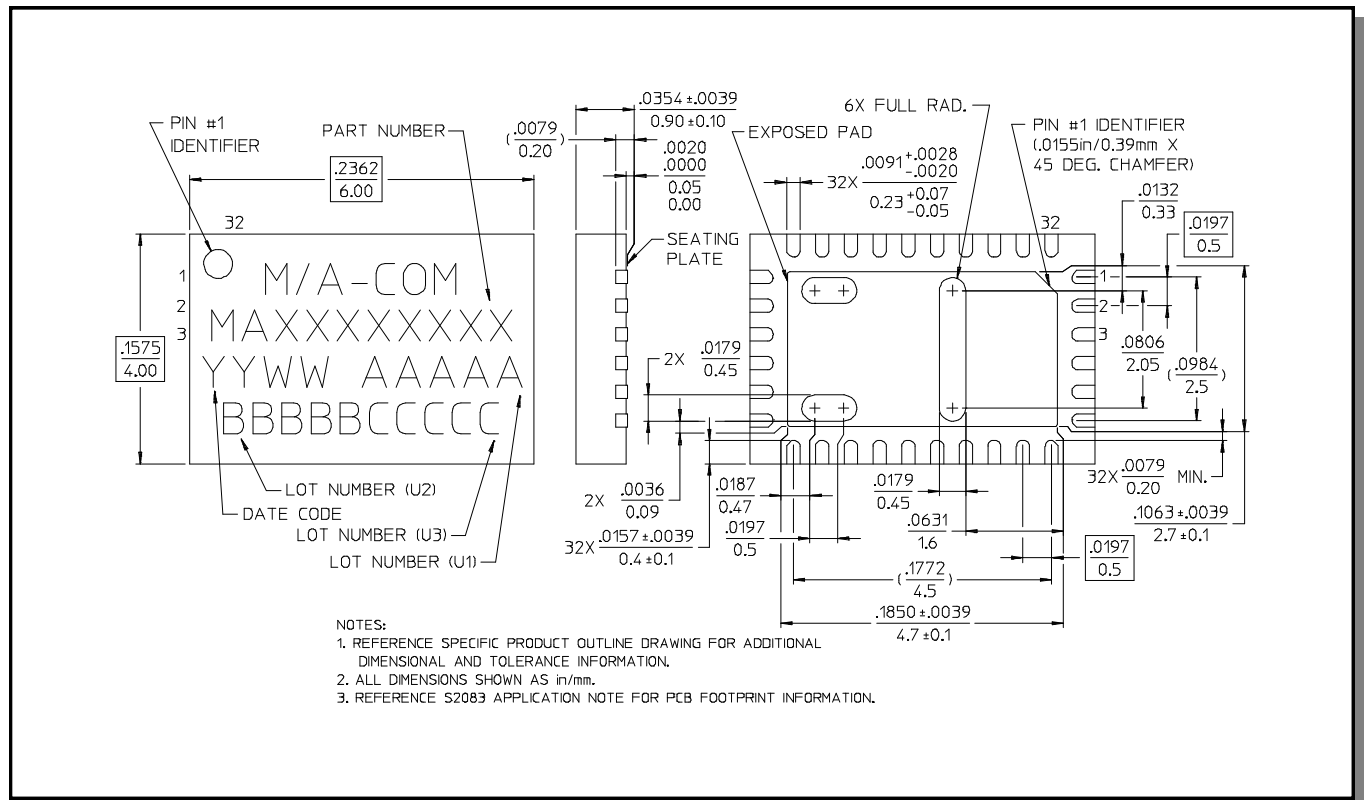 PIN #1
IDENTIFIER
PART NUMBER
.2362
6.00
32
1
2
3
.1575
4.00
M/A-COM
MAXXXXXXXXX
YYWW AAAAA
BBBBBCCCCC
LOT NUMBER (U2)
DATE CODE
LOT NUMBER (U3)
LOT NUMBER (U1)
.0354 ±.0039
0.90 ±0.10
(.0079)
0.20
.0020
.0000
0.05
0.00
SEATING
PLATE
EXPOSED PAD
6X FULL RAD.
32X .0091 +.0028 -.0020
0.23 +0.07 -0.05
PIN #1 IDENTIFIER
(.0155in/0.39mm X
45 DEG. CHAMFER)
.0132
0.33
.0197
0.5
32
1
2
3
.0806
2.05
(.0984)
2.5
2X .0179
0.45
2X .0036
0.09
32X .0157 ±.0039
0.4 ±0.1
.0187
0.47
.0197
0.5
.0179
0.45
.0631
1.6
32X .0079 MIN.
0.20
.1063 ±.0039
2.7 ±0.1
.0197
0.5
(.1772)
4.5
.1850 ±.0039
4.7 ±0.1
NOTES:
1. REFERENCE SPECIFIC PRODUCT OUTLINE DRAWING FOR ADDITIONAL
DIMENSIONAL AND TOLERANCE INFORMATION.
2. ALL DIMENSIONS SHOWN AS in/mm.
3. REFERENCE S2083 APPLICATION NOTE FOR PCB FOOTPRINT INFORMATION.